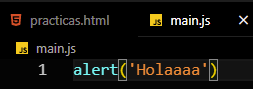 practicas.html JS main.js
JS main.js
1 alert('Holaaaa')